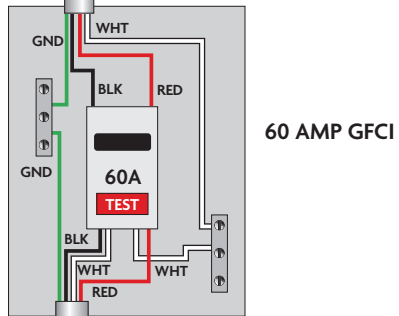 WHT
GND
BLK
RED
60 AMP GFCI
GND
60A
TEST
BLK
WHT
WHT
RED